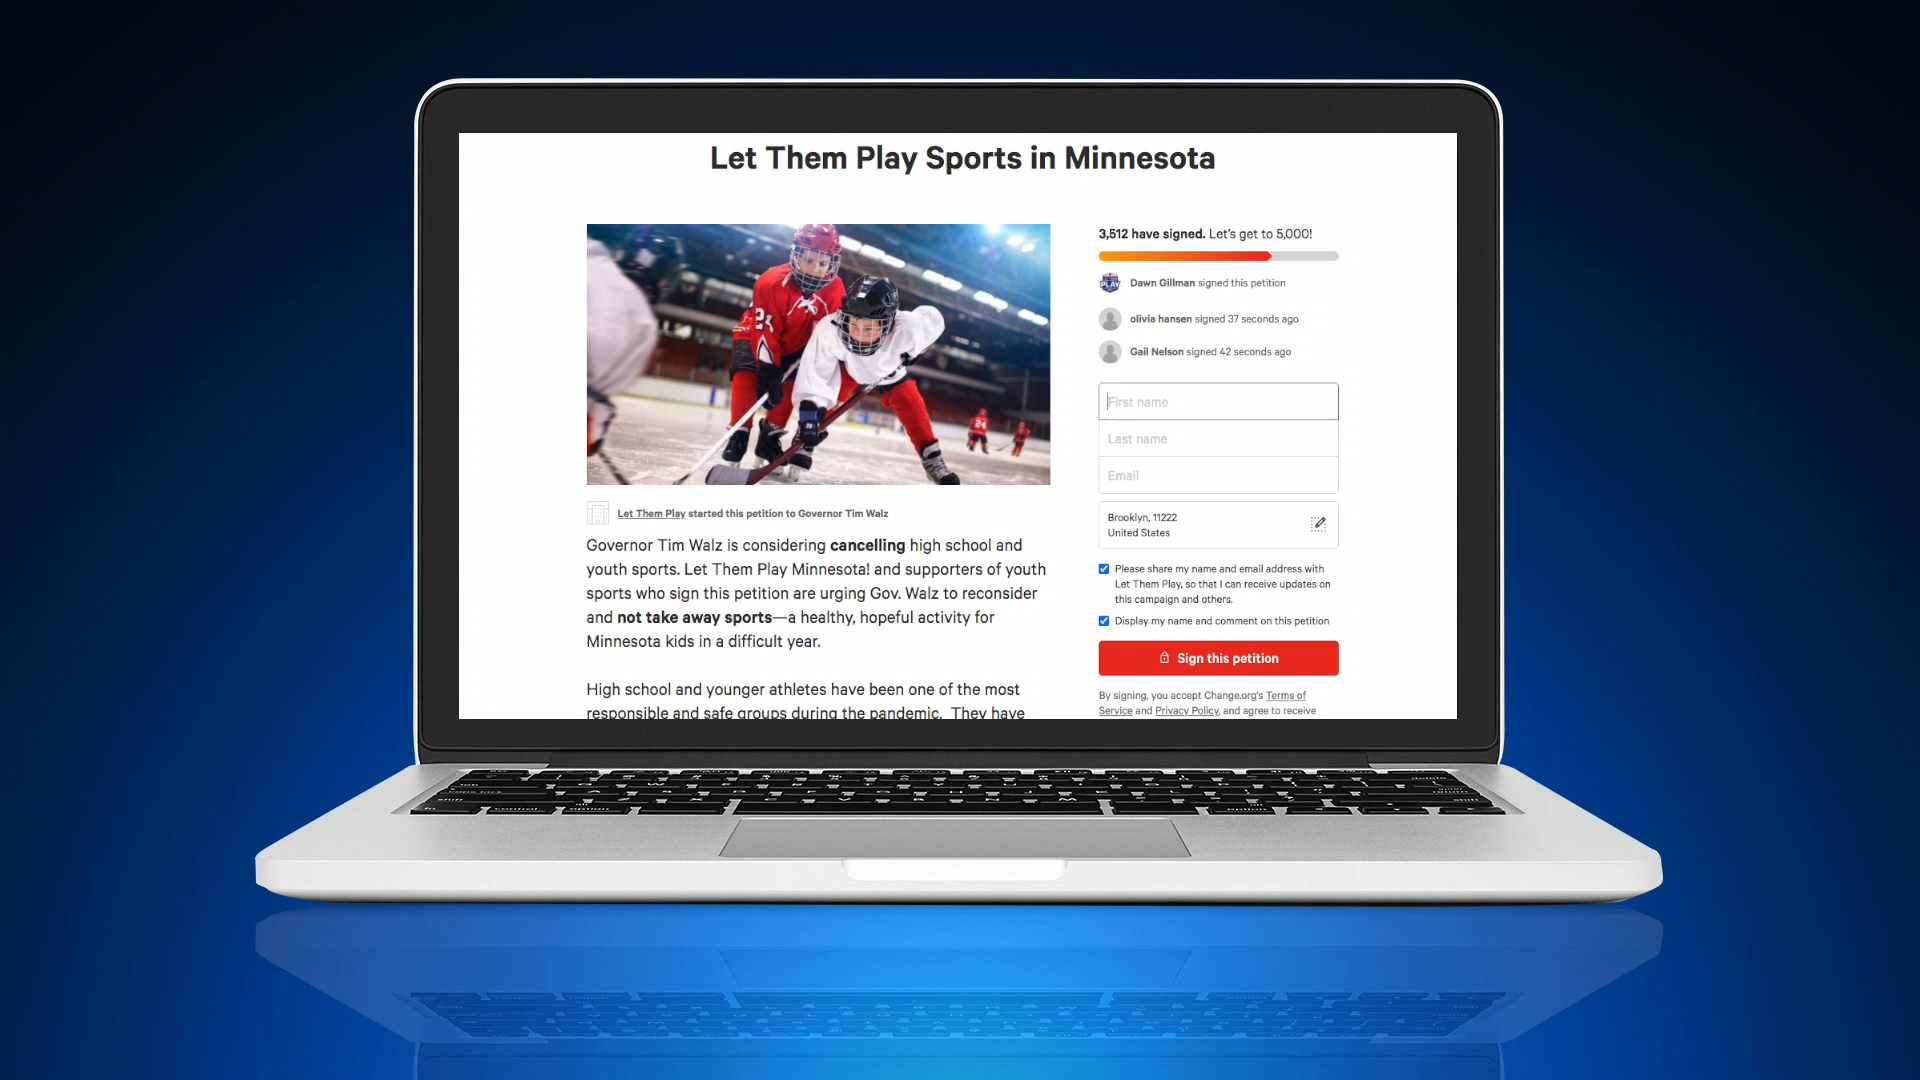 Let Them Play Sports in Minnesota
21
24
3,512 have signed. Let's get to 5,000!
PLAY
Dawn Gillman signed this petition
olivia hansen signed 37 seconds ago
Gail Nelson signed 42 seconds ago
First name
Last name
Email
Brooklyn, 11222
United States
Please share my name and email address with
Let Them Play, so that I can receive updates on
this campaign and others.
Display my name and comment on this petition
Sign this petition
By signing, you accept Change.org's Terms of
Service and Privacy Policy, and agree to receive
Let Them Play started this petition to Governor Tim Walz
Governor Tim Walz is considering cancelling high school and
youth sports. Let Them Play Minnesota! and supporters of youth
sports who sign this petition are urging Gov. Walz to reconsider
and not take away sports—a healthy, hopeful activity for
Minnesota kids in a difficult year.
High school and younger athletes have been one of the most
responsible and safe groups during the pandemic. They have